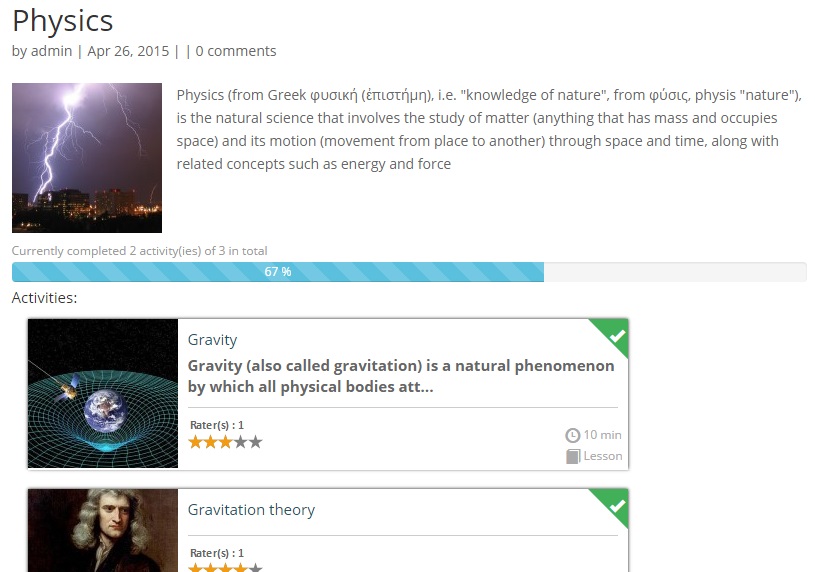 Physics
by admin | Apr 26, 2015 | | 0 comments
Physics (from Greek φυσική (ἐπιστήμη), i.e. "knowledge of nature", from φύσις, physis "nature"),
is the natural science that involves the study of matter (anything that has mass and occupies
space) and its motion (movement from place to another) through space and time, along with
related concepts such as energy and force
Currently completed 2 activity(ies) of 3 in total
67 %
Activities:
Gravity
Gravity (also called gravitation) is a natural phenomenon
by which all physical bodies att...
Rater(s) : 1
10 min
Lesson
Gravitation theory
Rater(s) : 1